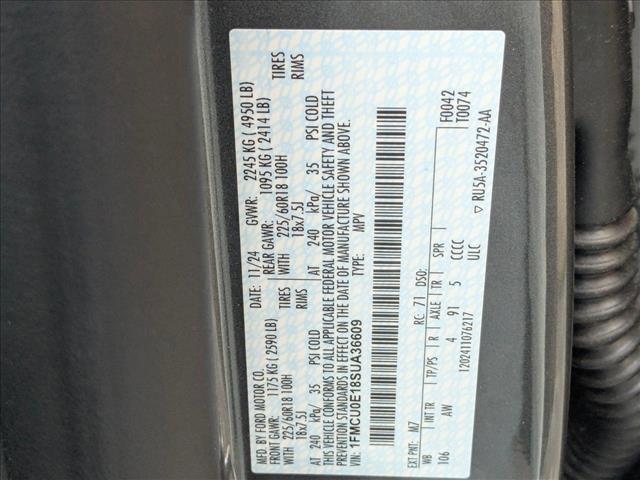 MFD. BY FORD MOTOR CO.
DATE: 11/24 GVWR: 2245 KG ( 4950 LB)
FRONT GAWR: 1175 KG ( 2590 LB) REAR GAWR: 1095 KG ( 2414 LB)
WITH 225/60R18 100H TIRES WITH 225/60R18 100H TIRES
18x7.5J RIMS 18x7.5J RIMS
AT 240 kPa/ 35 PSI COLD AT 240 kPa/ 35 PSI COLD
THIS VEHICLE CONFORMS TO ALL APPLICABLE FEDERAL MOTOR VEHICLE SAFETY AND THEFT
PREVENTION STANDARDS IN EFFECT ON THE DATE OF MANUFACTURE SHOWN ABOVE.
VIN: 1FMCU0E18SUA36609 TYPE: MPV
EXT PNT: M7 RC: 71 DSO: F0042
WB INT TR TP/PS R AXLE TR SPR T0074
106 AW 4 91 5 CCCC
1202411076217 ULC ▽ RU5A-3520472-AA